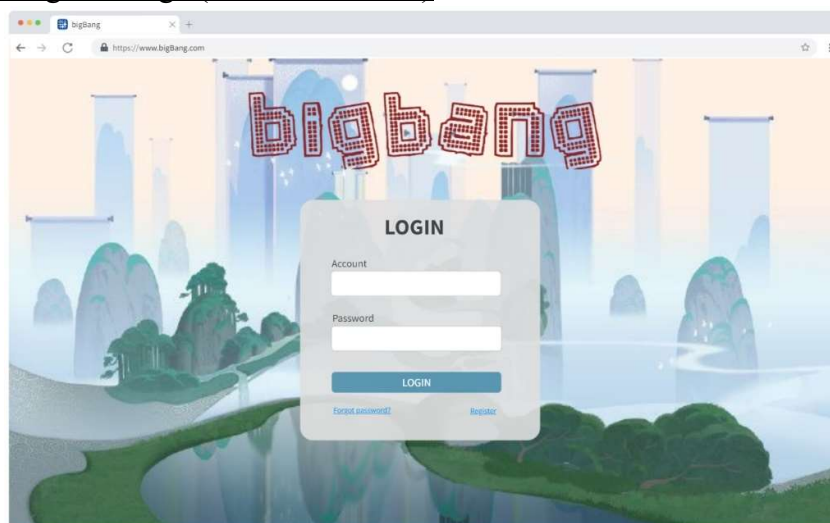 bigBang
https://www.bigBang.com
bigbang
LOGIN
Account
Password
LOGIN
Forgot password?
Register